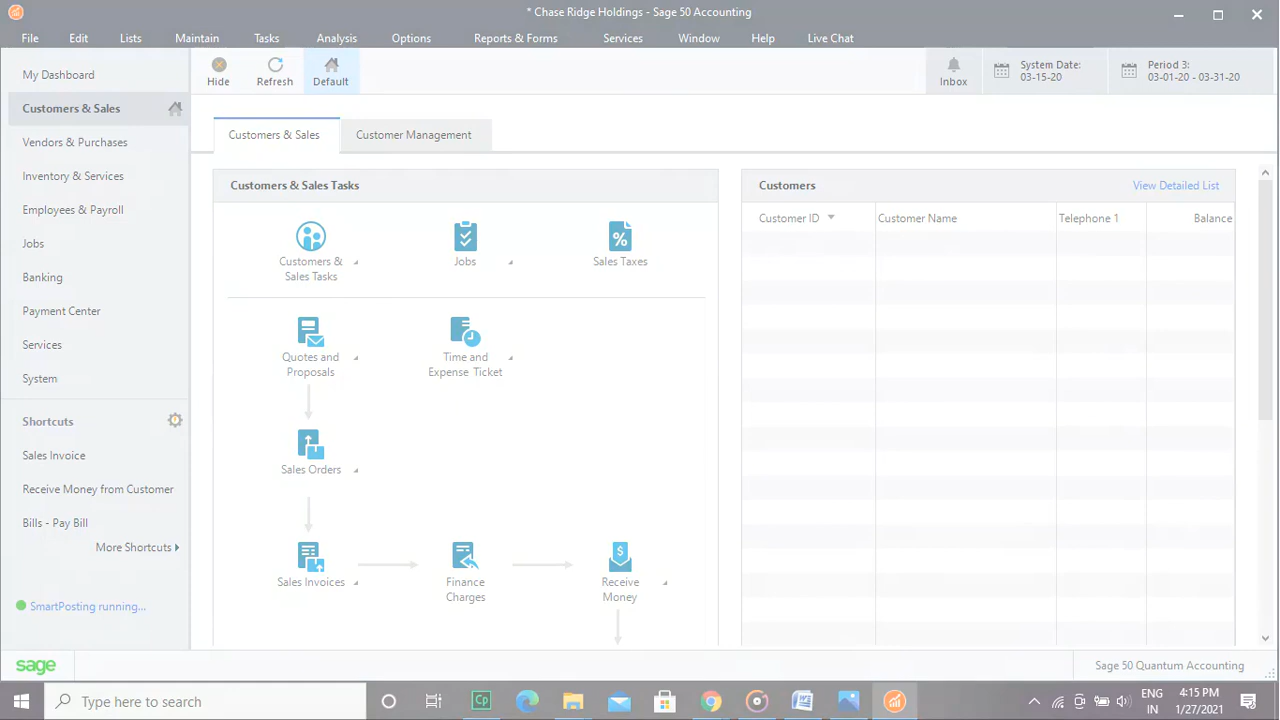 * Chase Ridge Holdings - Sage 50 Accounting
File Edit Lists Maintain Tasks Analysis Options Reports & Forms Services Window Help Live Chat
My Dashboard
Customers & Sales
Vendors & Purchases
Inventory & Services
Employees & Payroll
Jobs
Banking
Payment Center
Services
System
Shortcuts
Sales Invoice
Receive Money from Customer
Bills - Pay Bill
More Shortcuts
SmartPosting running...
Hide Refresh Default
Inbox
System Date:
03-15-20
Period 3:
03-01-20 - 03-31-20
Customers & Sales Customer Management
Customers & Sales Tasks
Customers &
Sales Tasks
Jobs
Sales Taxes
Quotes and
Proposals
Time and
Expense Ticket
Sales Orders
Sales Invoices
Finance
Charges
Receive
Money
Customers View Detailed List
Customer ID Customer Name Telephone 1 Balance
sage
Sage 50 Quantum Accounting
Type here to search
Cp
ENG
IN
4:15 PM
1/27/2021